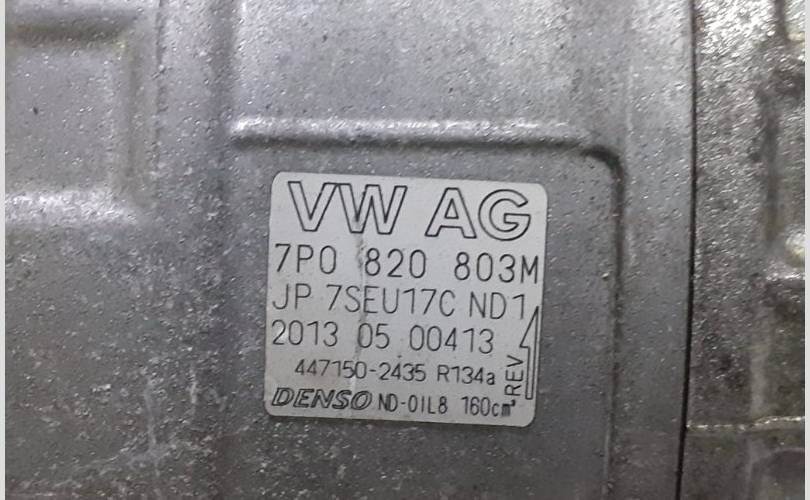 VW AG
7P0 820 803M
JP 7SEU17C ND1
2013 05 00413
447150-2435 R134a
REV
DENSO ND-OIL8 160cm³